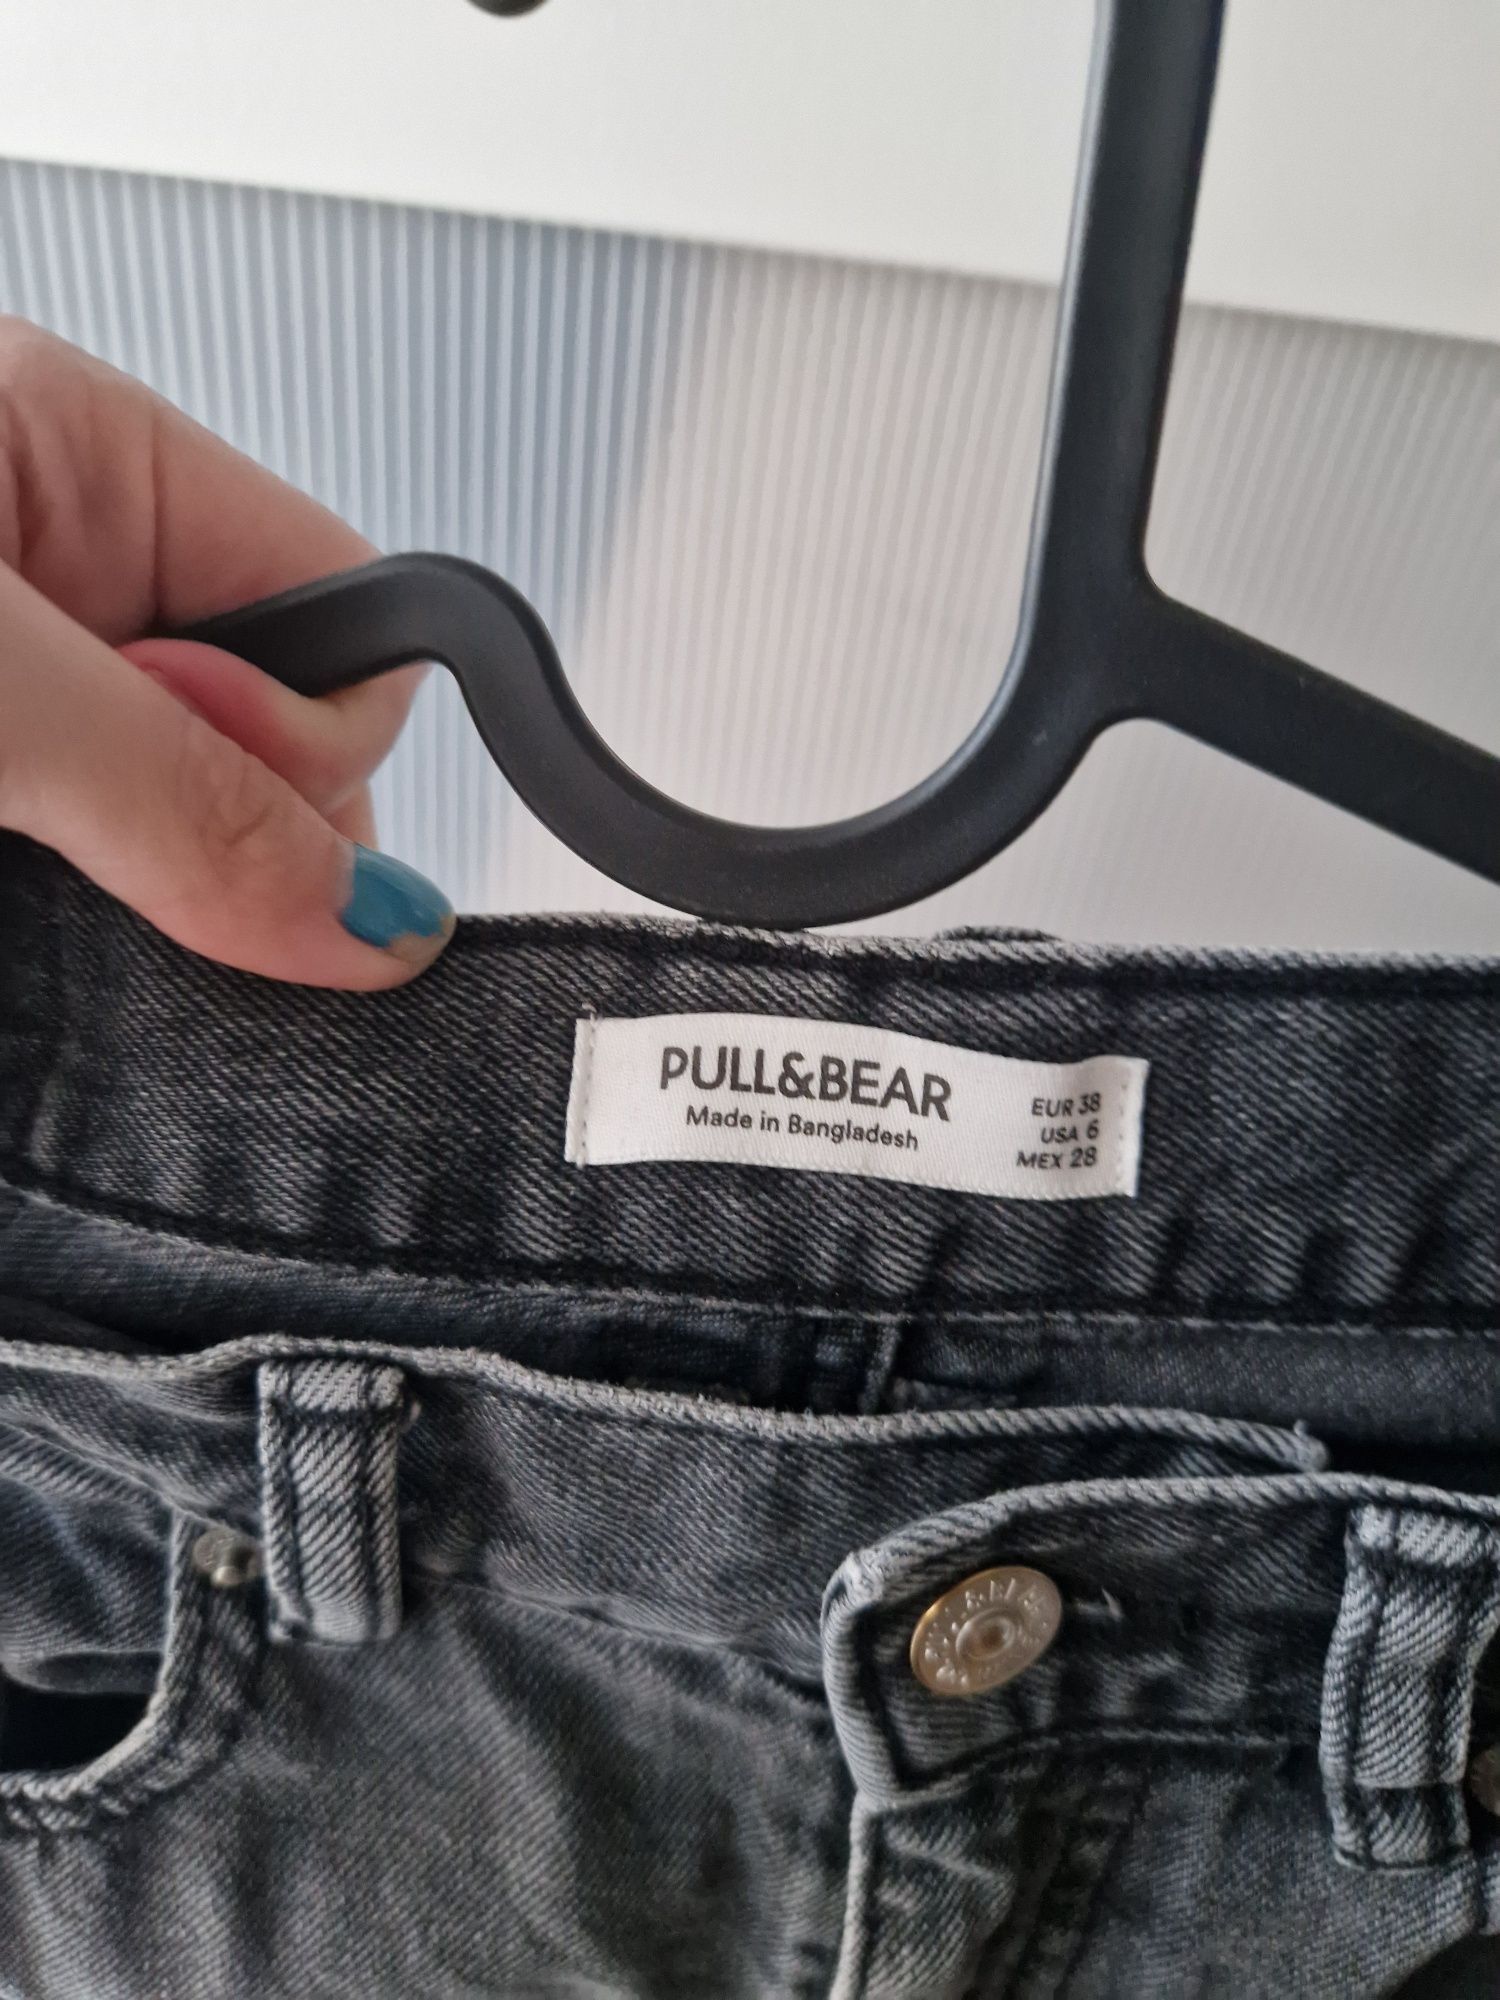 PULL&BEAR
Made in Bangladesh
EUR 38
USA 6
MEX 28